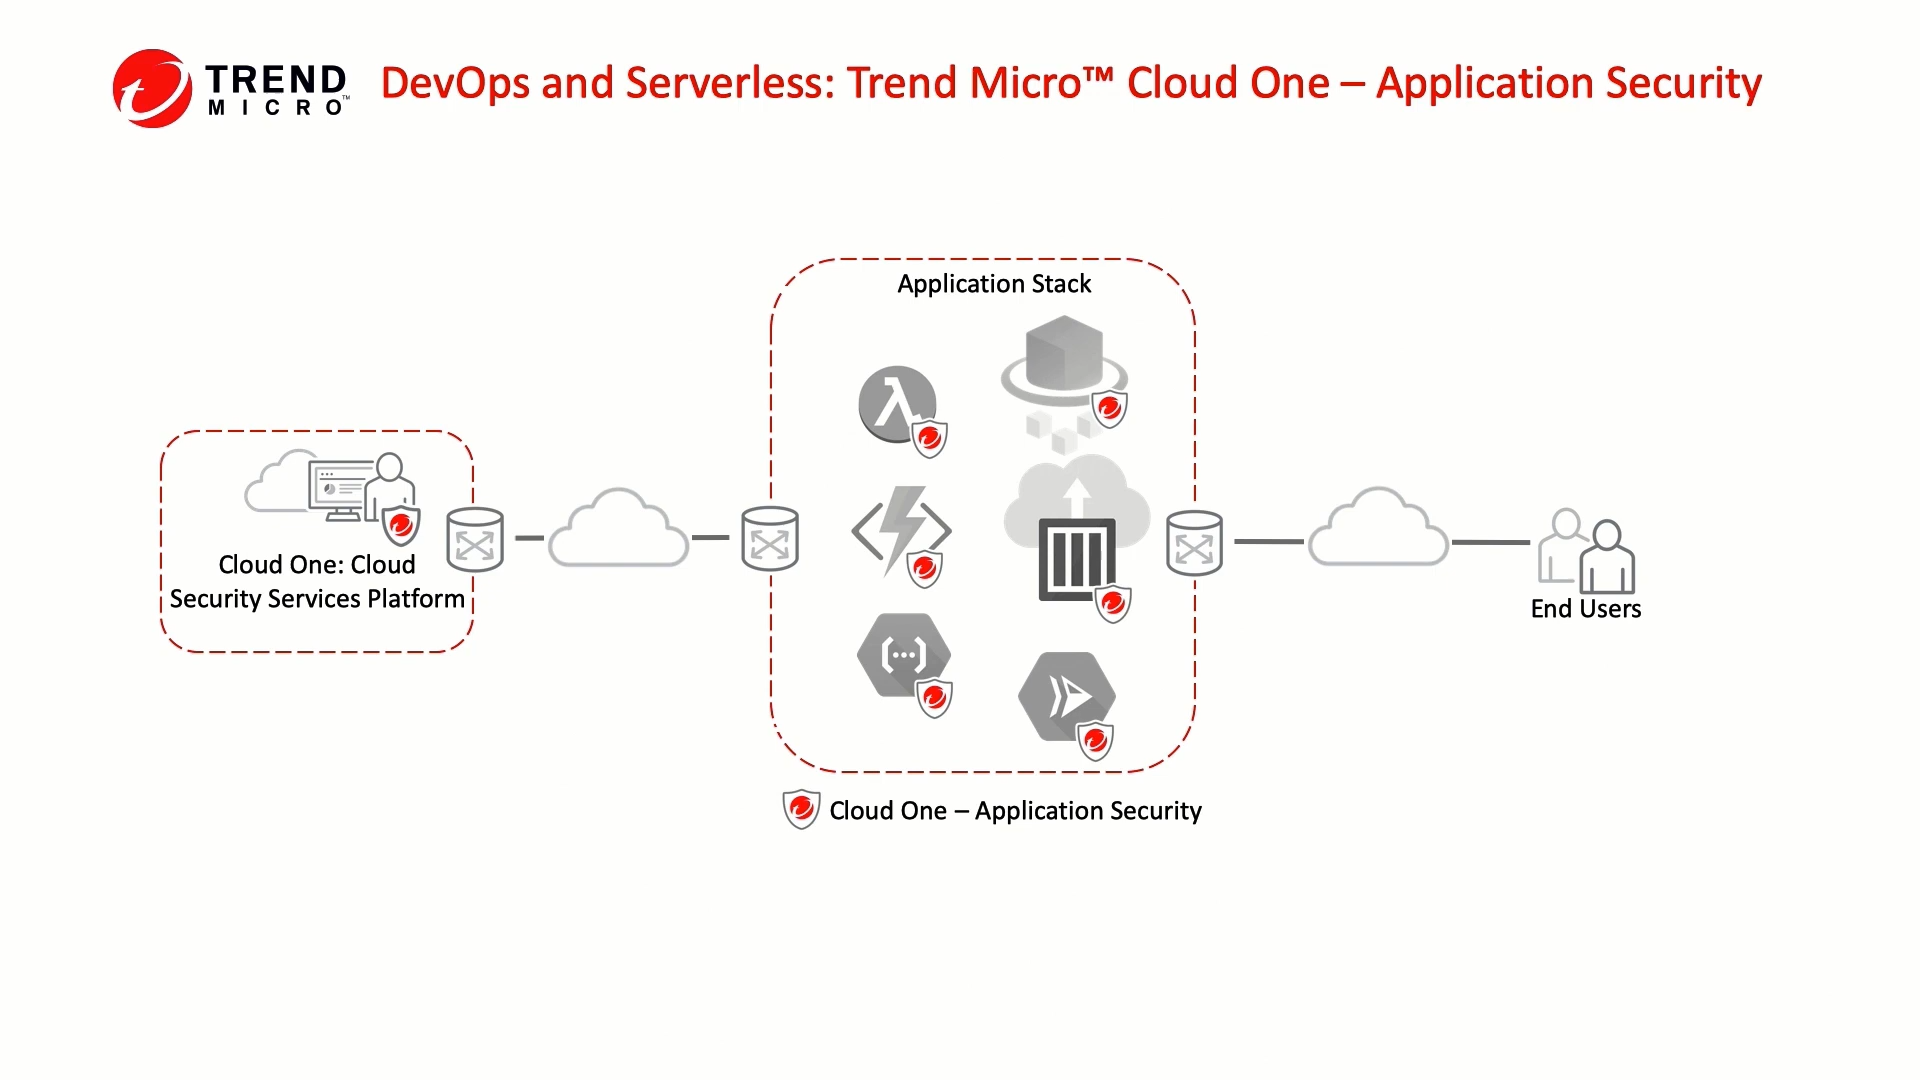 TREND
MICRO™
DevOps and Serverless: Trend Micro™ Cloud One – Application Security
Application Stack
Cloud One: Cloud
Security Services Platform
End Users
Cloud One – Application Security